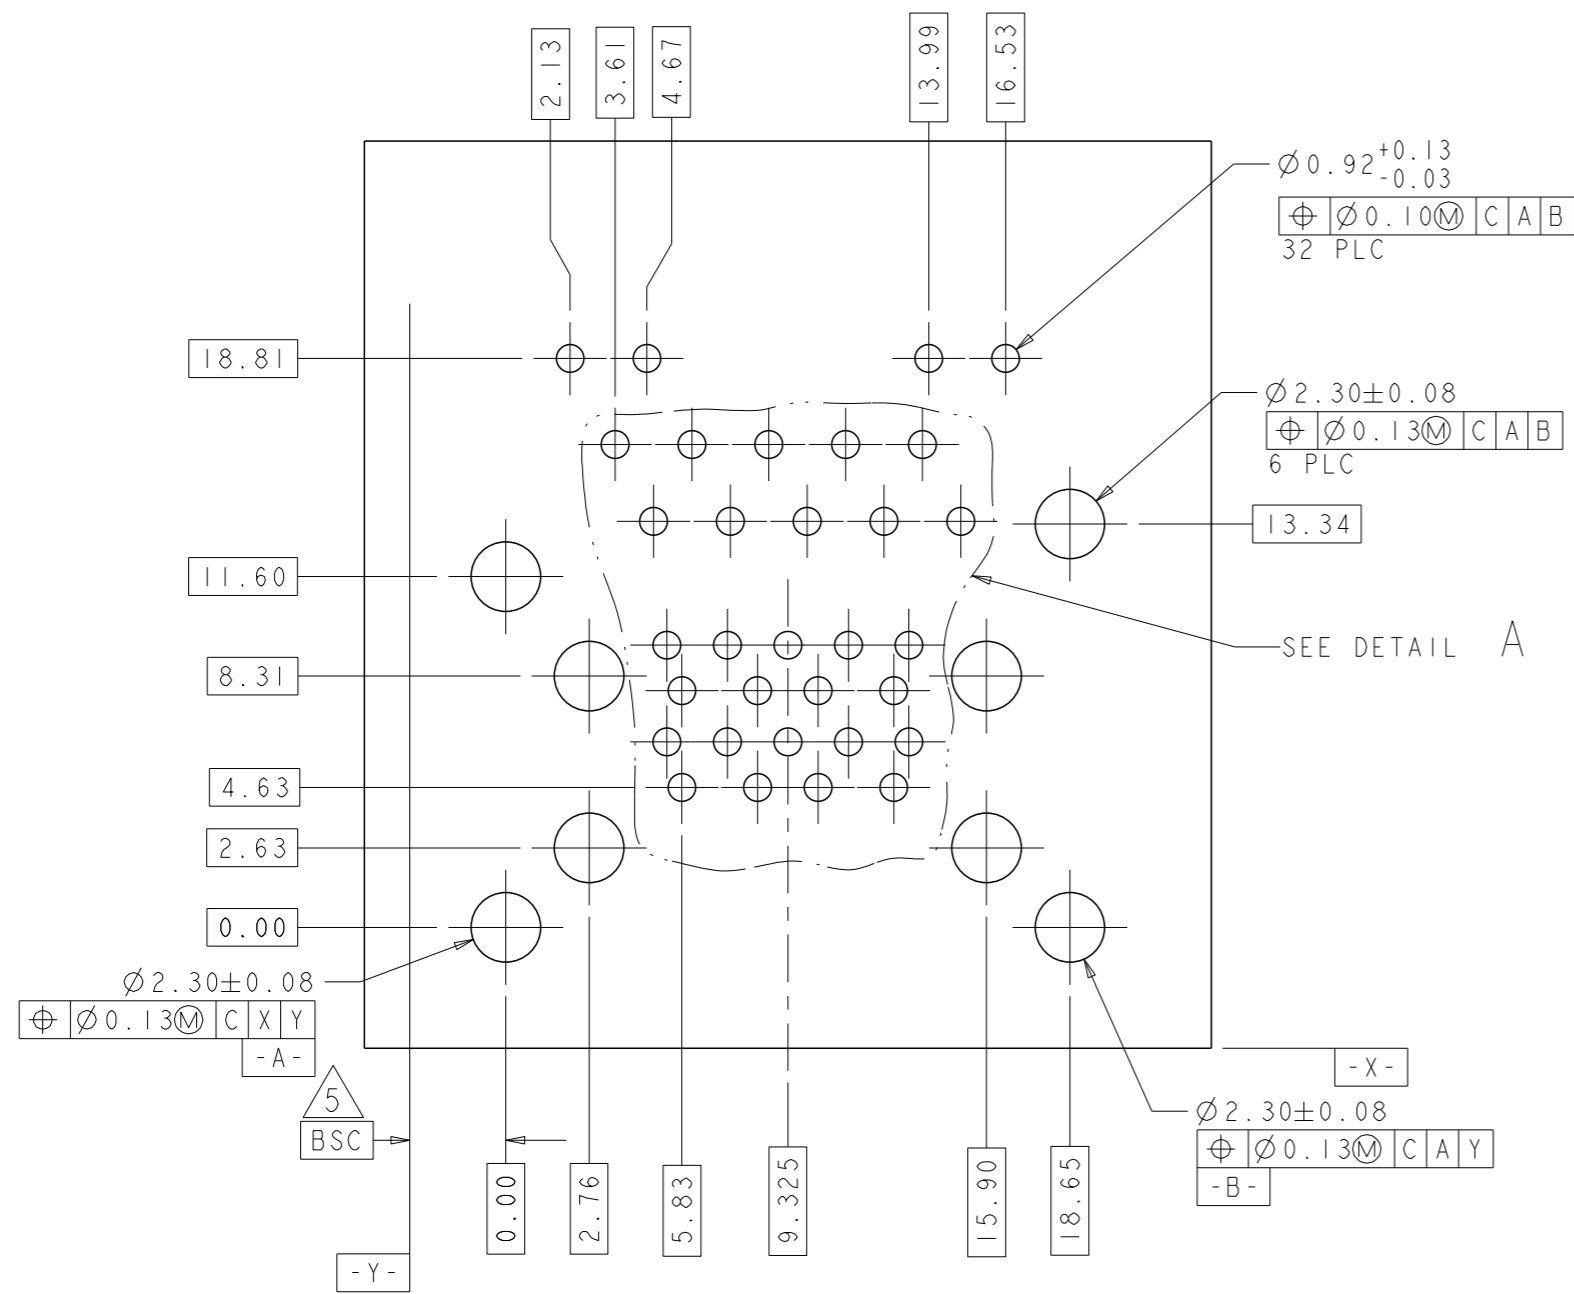 2.13
3.61
4.67
13.99
16.53
Ø0.92 +0.13
-0.03
⌖ Ø0.10Ⓜ C A B
32 PLC
18.81
Ø2.30±0.08
⌖ Ø0.13Ⓜ C A B
6 PLC
13.34
11.60
SEE DETAIL A
8.31
4.63
2.63
0.00
Ø2.30±0.08
⌖ Ø0.13Ⓜ C X Y
-A-
-X-
5
BSC
Ø2.30±0.08
⌖ Ø0.13Ⓜ C A Y
-B-
0.00
2.76
5.83
9.325
15.90
18.65
-Y-